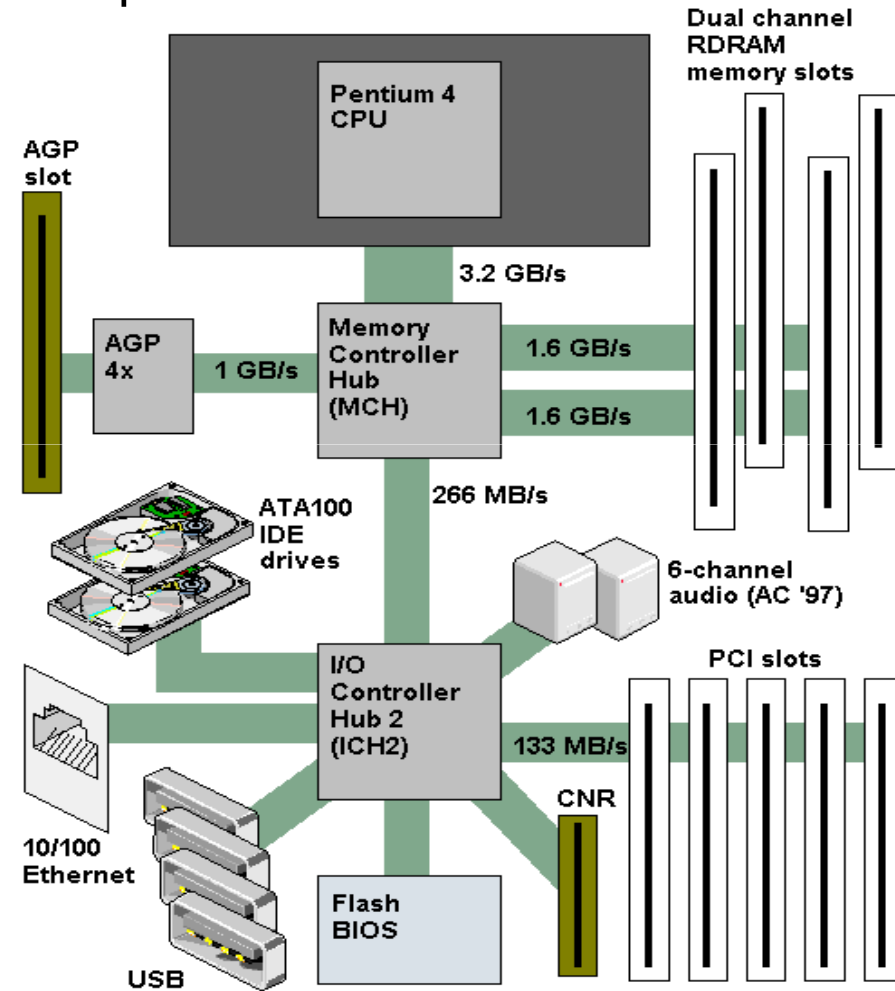 Dual channel
RDRAM
memory slots
Pentium 4
CPU
AGP
slot
3.2 GB/s
AGP
4x
1 GB/s
Memory
Controller
Hub
(MCH)
1.6 GB/s
1.6 GB/s
266 MB/s
ATA100
IDE
drives
6-channel
audio (AC '97)
I/O
Controller
Hub 2
(ICH2)
PCI slots
133 MB/s
CNR
10/100
Ethernet
Flash
BIOS
USB